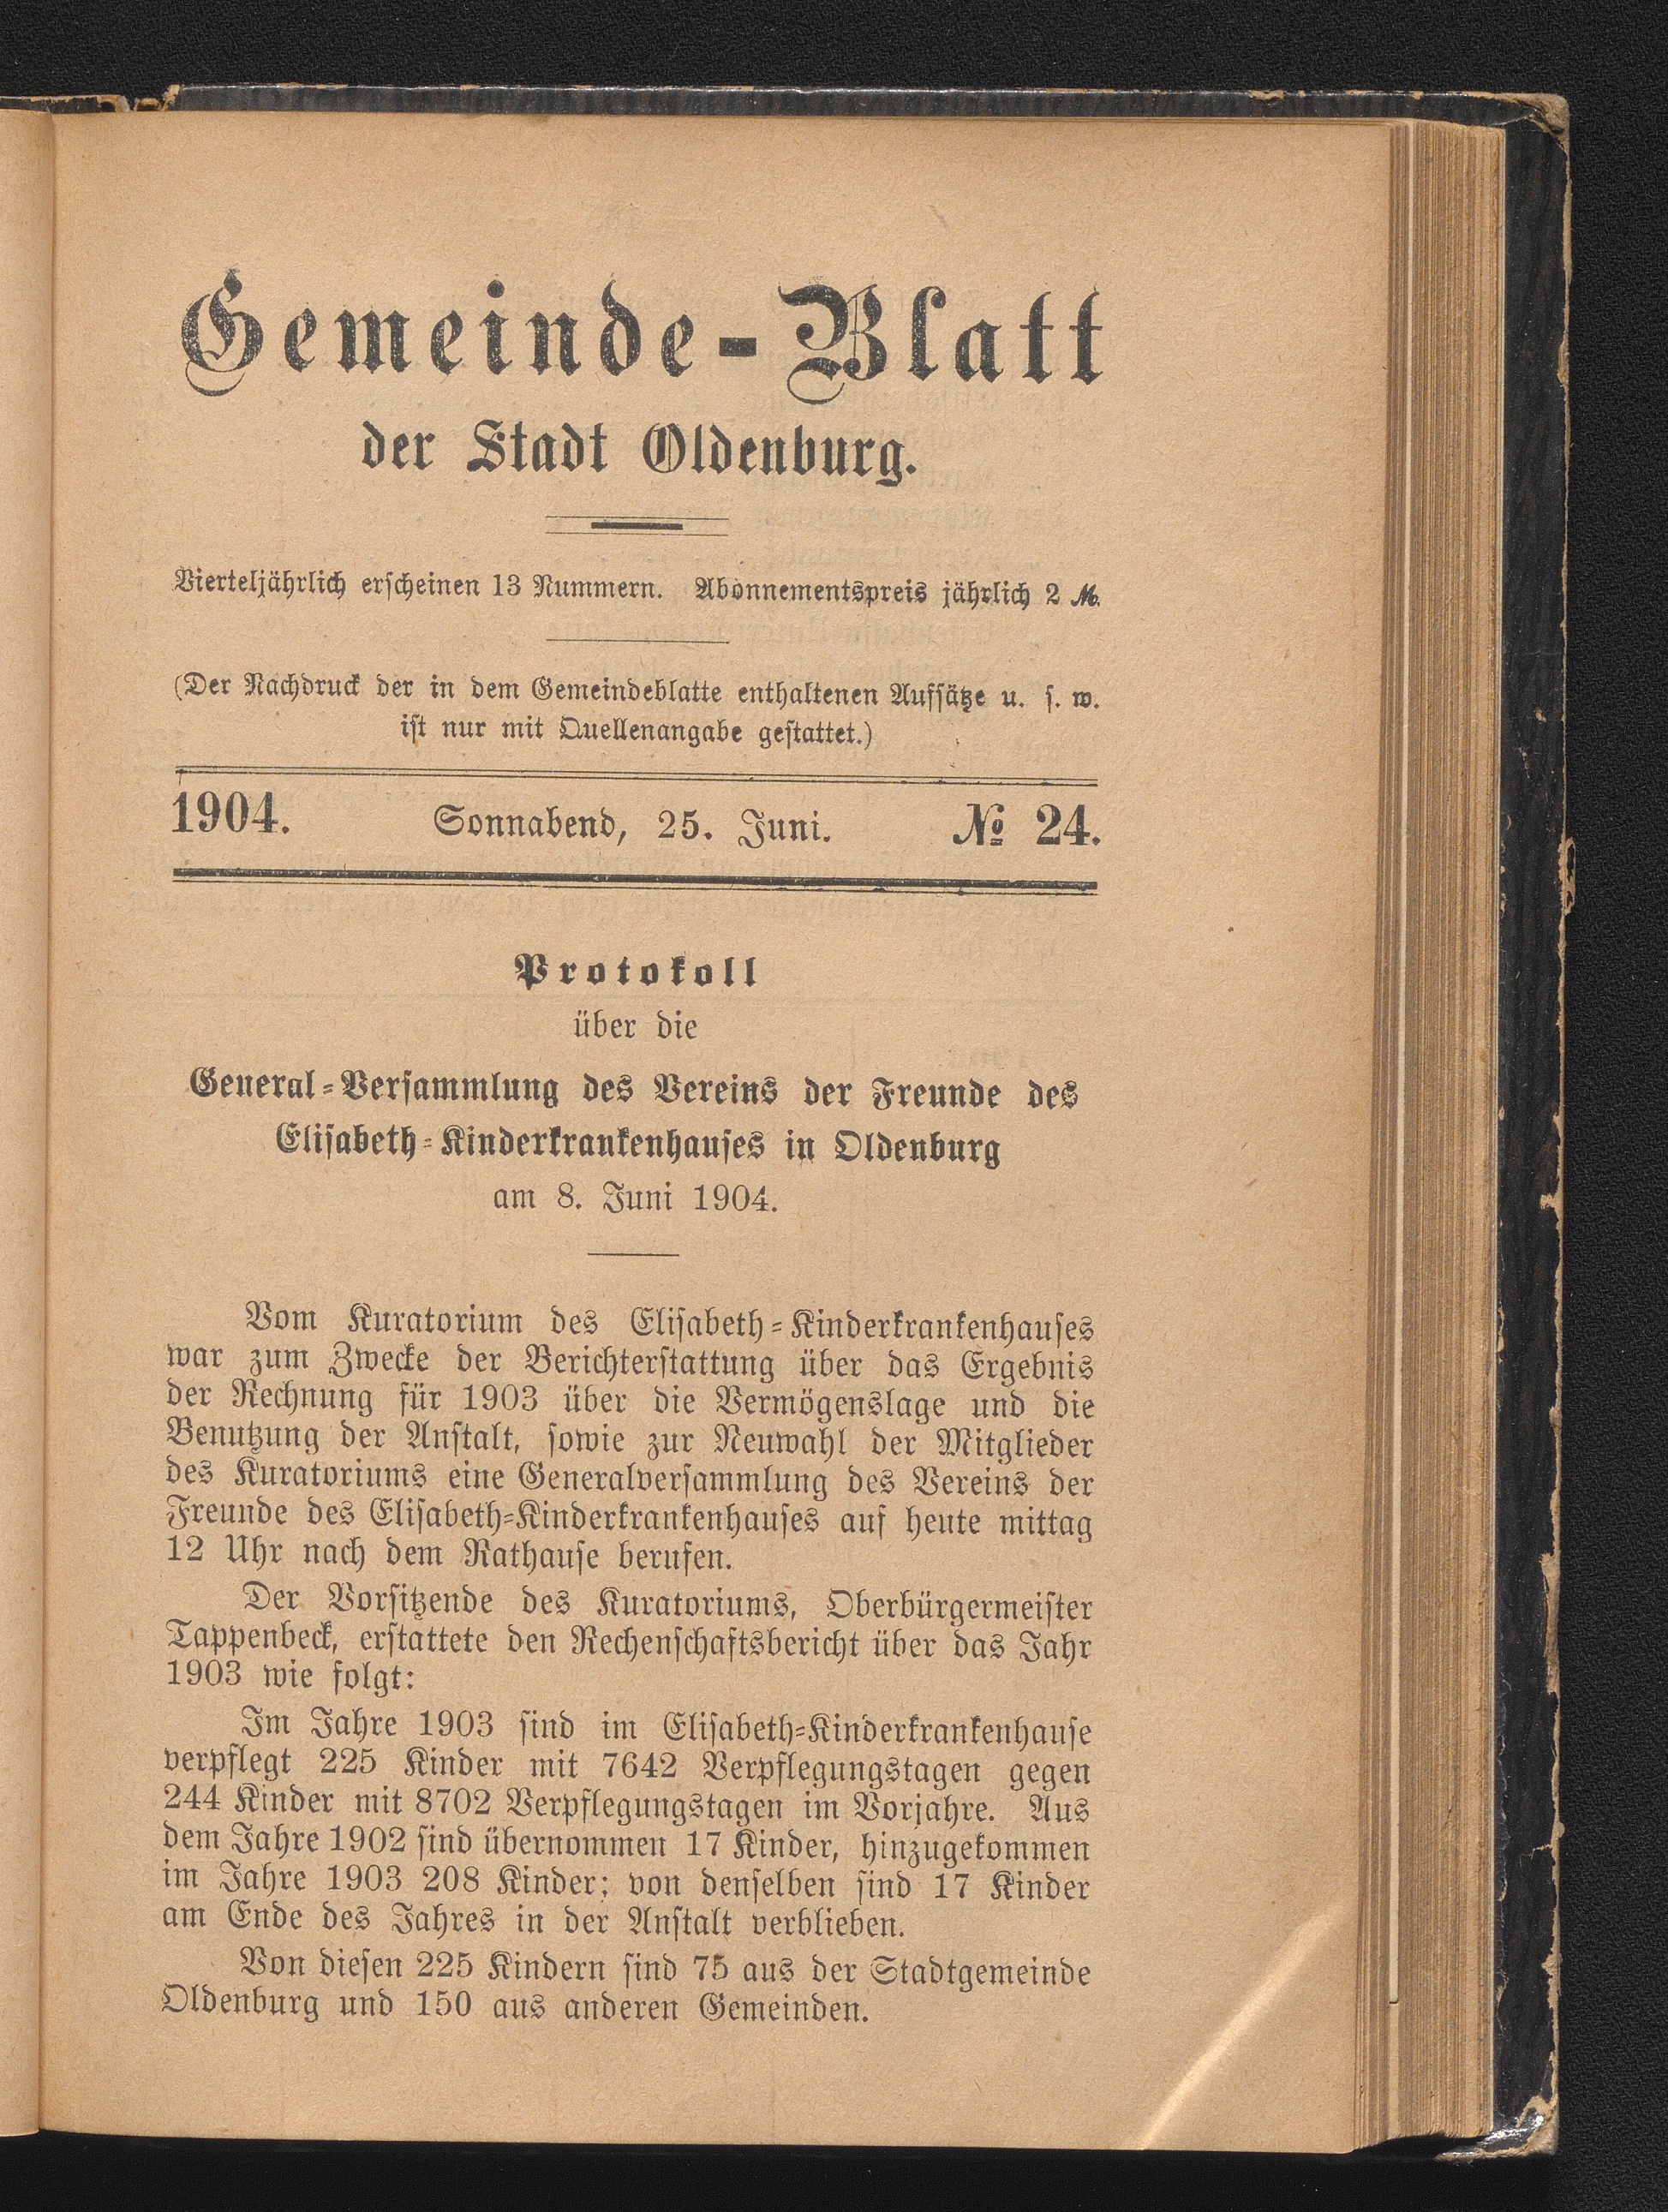 Gemeinde-Blatt
der Stadt Oldenburg.
Vierteljährlich erscheinen 13 Nummern. Abonnementspreis jährlich 2 ℳ.
(Der Nachdruck der in dem Gemeindeblatte enthaltenen Aufsätze u. s. w.
ist nur mit Quellenangabe gestattet.)
1904. Sonnabend, 25. Juni. № 24.
Protokoll
über die
General-Versammlung des Vereins der Freunde des
Elisabeth-Kinderkrankenhauses in Oldenburg
am 8. Juni 1904.
Vom Kuratorium des Elisabeth-Kinderkrankenhauses
war zum Zwecke der Berichterstattung über das Ergebnis
der Rechnung für 1903 über die Vermögenslage und die
Benutzung der Anstalt, sowie zur Neuwahl der Mitglieder
des Kuratoriums eine Generalversammlung des Vereins der
Freunde des Elisabeth-Kinderkrankenhauses auf heute mittag
12 Uhr nach dem Rathause berufen.
Der Vorsitzende des Kuratoriums, Oberbürgermeister
Tappenbeck, erstattete den Rechenschaftsbericht über das Jahr
1903 wie folgt:
Im Jahre 1903 sind im Elisabeth-Kinderkrankenhause
verpflegt 225 Kinder mit 7642 Verpflegungstagen gegen
244 Kinder mit 8702 Verpflegungstagen im Vorjahre. Aus
dem Jahre 1902 sind übernommen 17 Kinder, hinzugekommen
im Jahre 1903 208 Kinder; von denselben sind 17 Kinder
am Ende des Jahres in der Anstalt verblieben.
Von diesen 225 Kindern sind 75 aus der Stadtgemeinde
Oldenburg und 150 aus anderen Gemeinden.